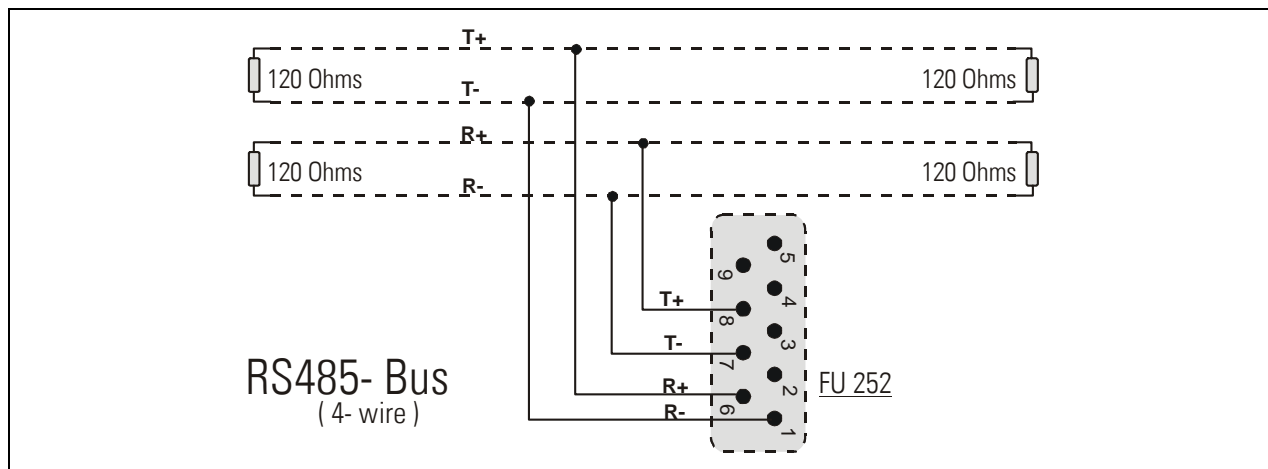 T+
120 Ohms 120 Ohms
T-
R+
120 Ohms 120 Ohms
R-
5
9
4
T+
8
3
T-
7
2
R+
6
R-
1
FU 252
RS485- Bus
( 4- wire )